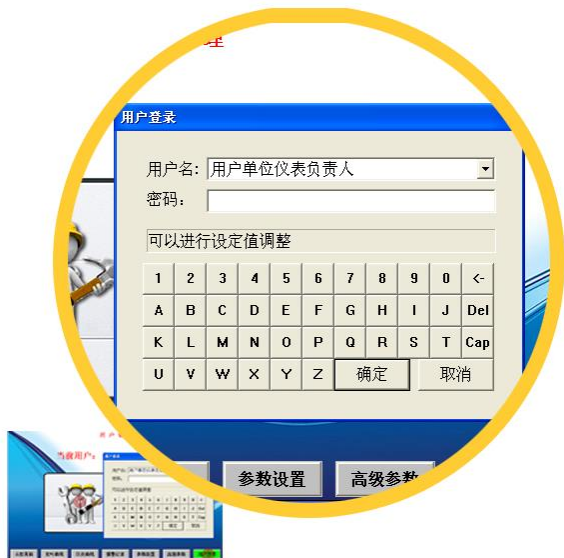 理
用户登录
用户名: 用户单位仪表负责人
密码:
可以进行设定值调整
1 2 3 4 5 6 7 8 9 0 <-
A B C D E F G H I J Del
K L M N O P Q R S T Cap
U V W X Y Z 确定 取消
参数设置 高级参数
当前用户: